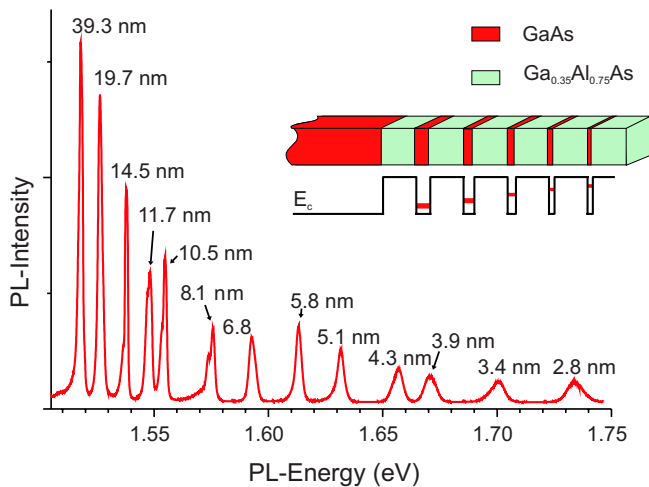 39.3 nm
19.7 nm
14.5 nm
11.7 nm
10.5 nm
8.1 nm
6.8
5.8 nm
5.1 nm
4.3 nm
3.9 nm
3.4 nm
2.8 nm
GaAs
Ga₀.₃₅Al₀.₇₅As
E_c
PL-Intensity
1.55
1.60
1.65
1.70
1.75
PL-Energy (eV)